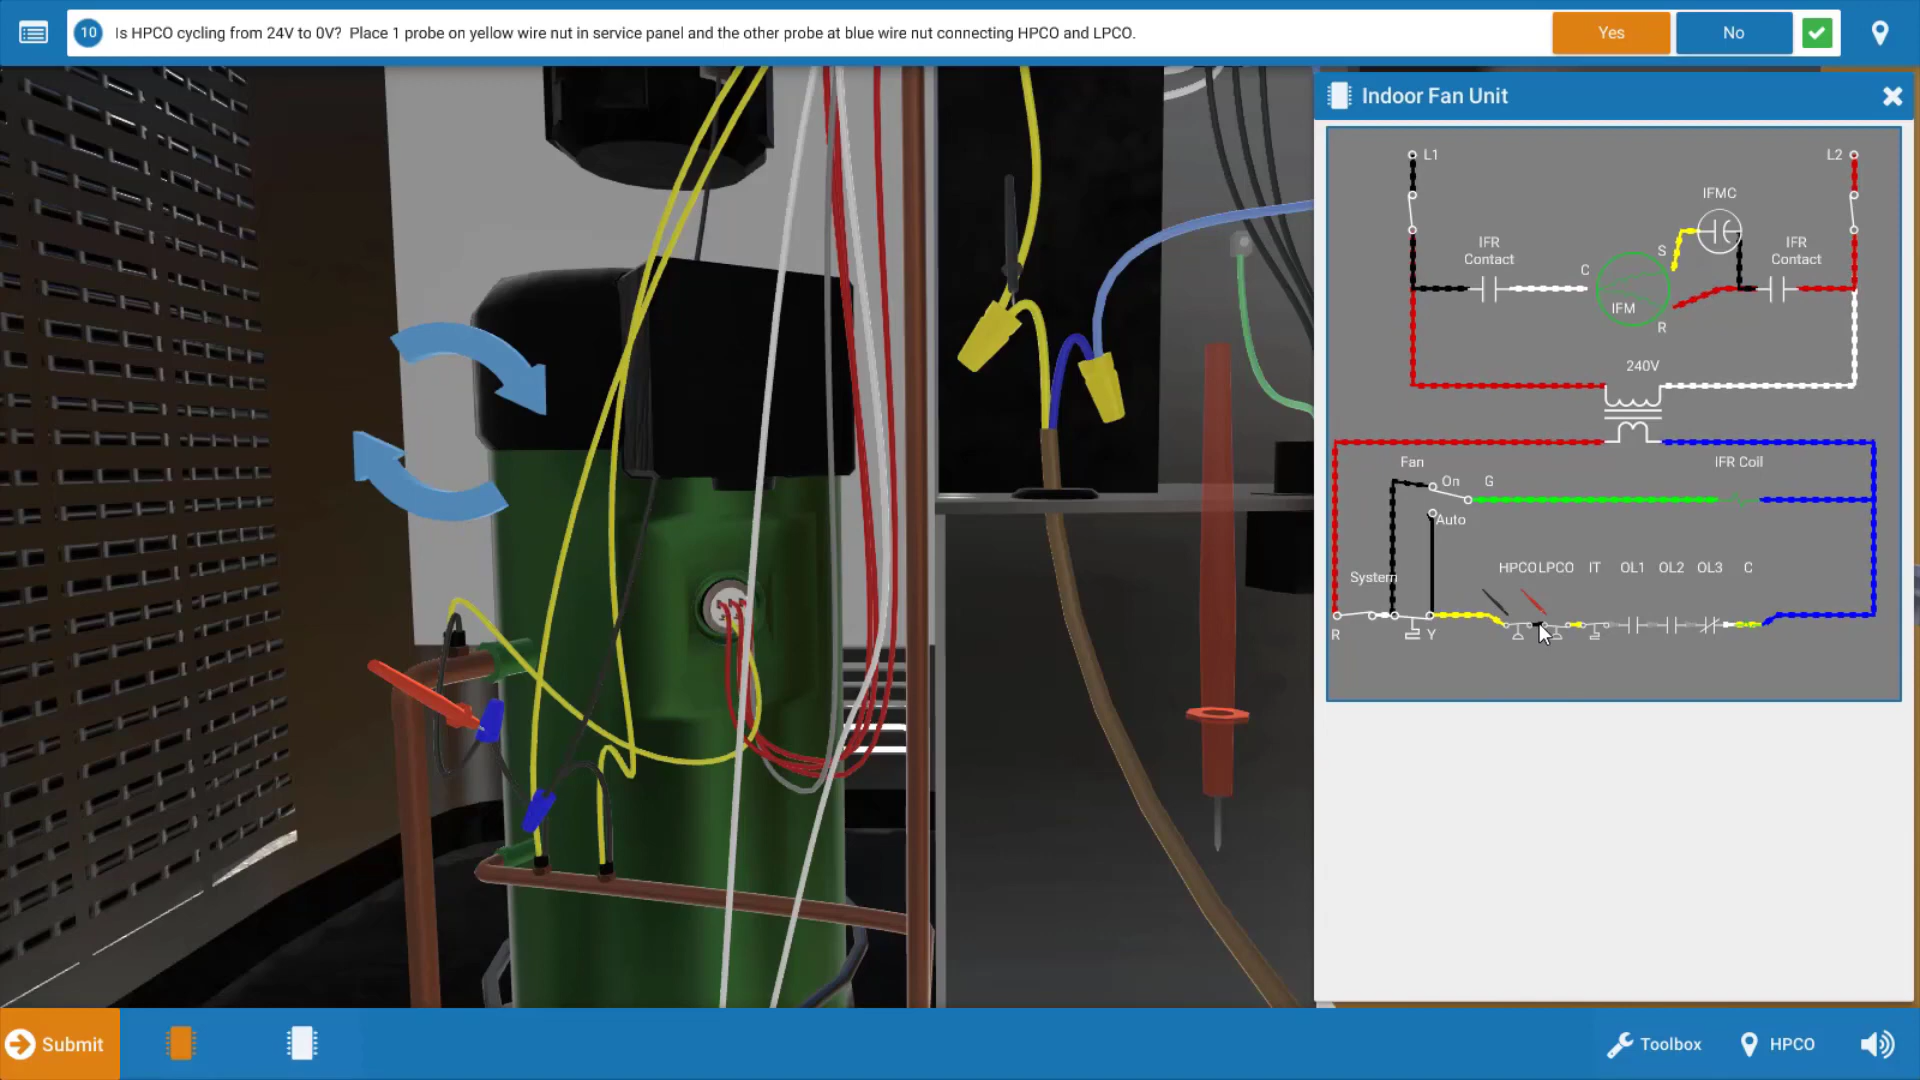 10 Is HPCO cycling from 24V to 0V? Place 1 probe on yellow wire nut in service panel and the other probe at blue wire nut connecting HPCO and LPCO.
Yes
No
Indoor Fan Unit
L1
L2
IFMC
IFR
Contact
S
IFR
Contact
C
IFM
R
240V
Fan
IFR Coil
On
G
Auto
HPCO LPCO IT OL1 OL2 OL3 C
System
R
Y
Submit
Toolbox
HPCO